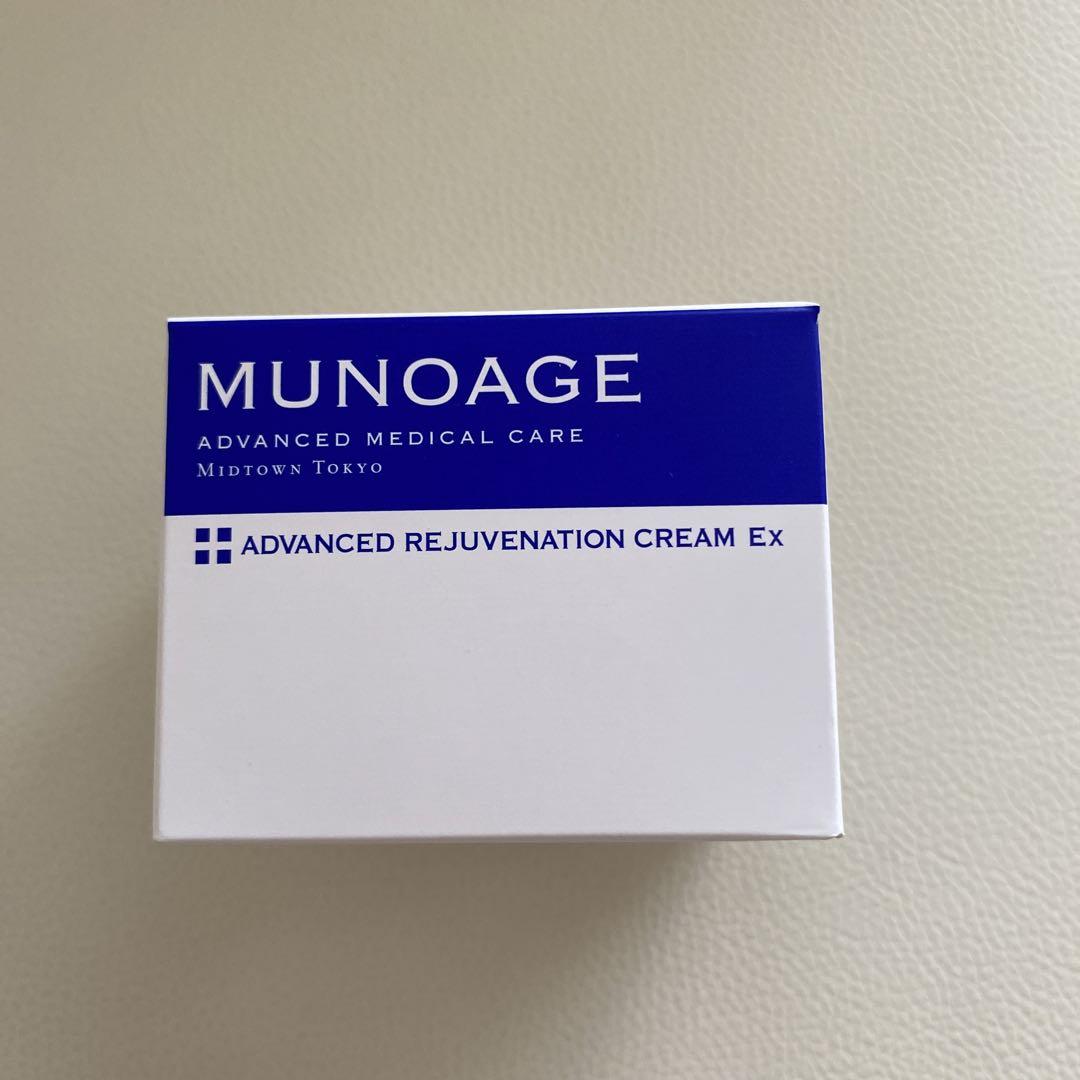 MUNOAGE
ADVANCED MEDICAL CARE
MIDTOWN TOKYO
ADVANCED REJUVENATION CREAM Ex